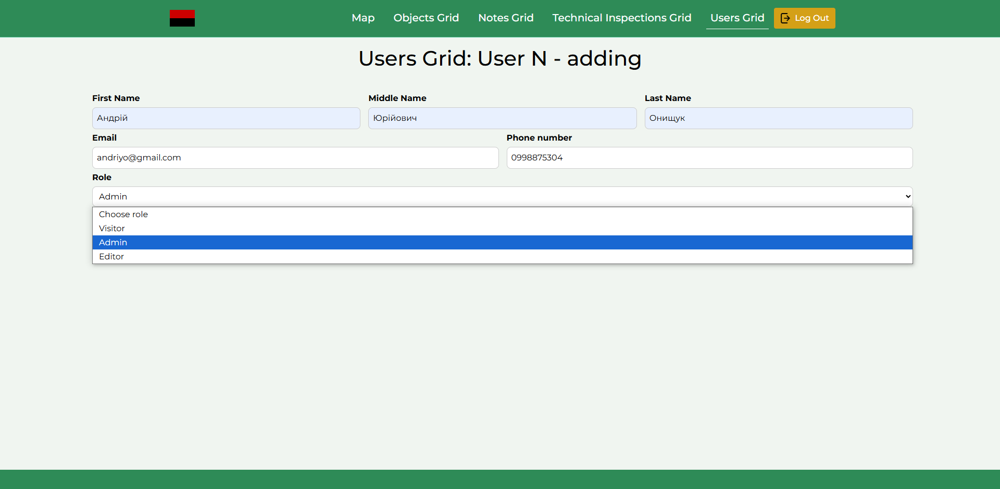 Map Objects Grid Notes Grid Technical Inspections Grid Users Grid Log Out
Users Grid: User N - adding
First Name Middle Name Last Name
Андрій Юрійович Онищук
Email Phone number
andriyo@gmail.com 0998875304
Role
Admin
Choose role
Visitor
Admin
Editor